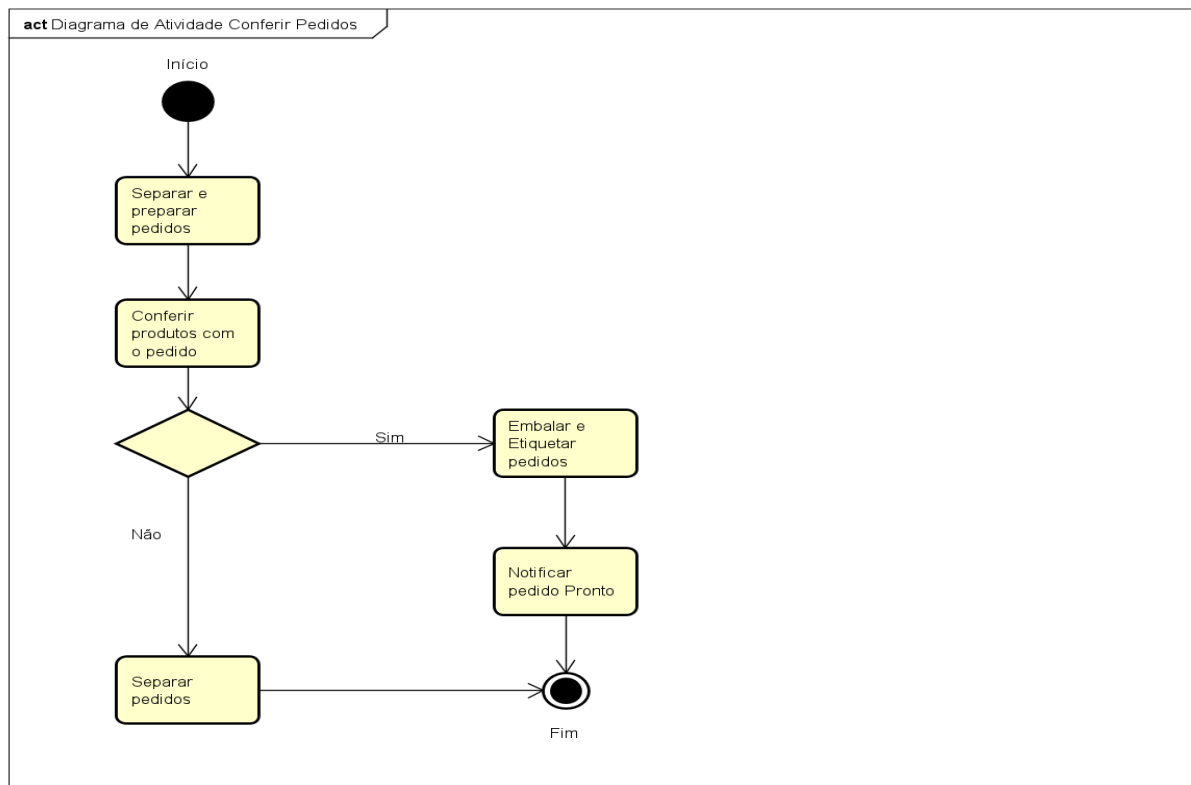 act Diagrama de Atividade Conferir Pedidos
Início
Separar e
preparar
pedidos
Conferir
produtos com
o pedido
Sim
Embalar e
Etiquetar
pedidos
Não
Notificar
pedido Pronto
Separar
pedidos
Fim